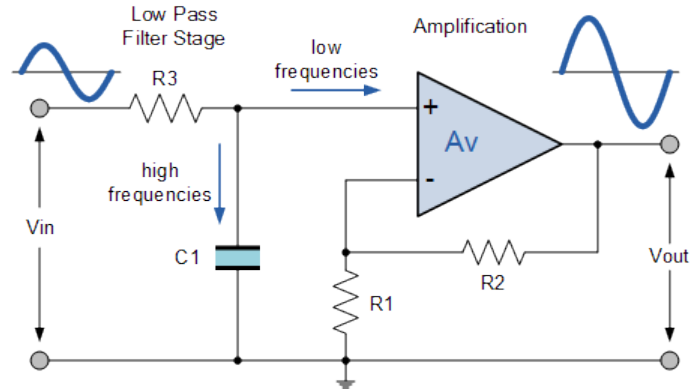 Low Pass
Filter Stage
Amplification
low
frequencies
R3
+
Av
-
high
frequencies
Vin
C1
R1
R2
Vout